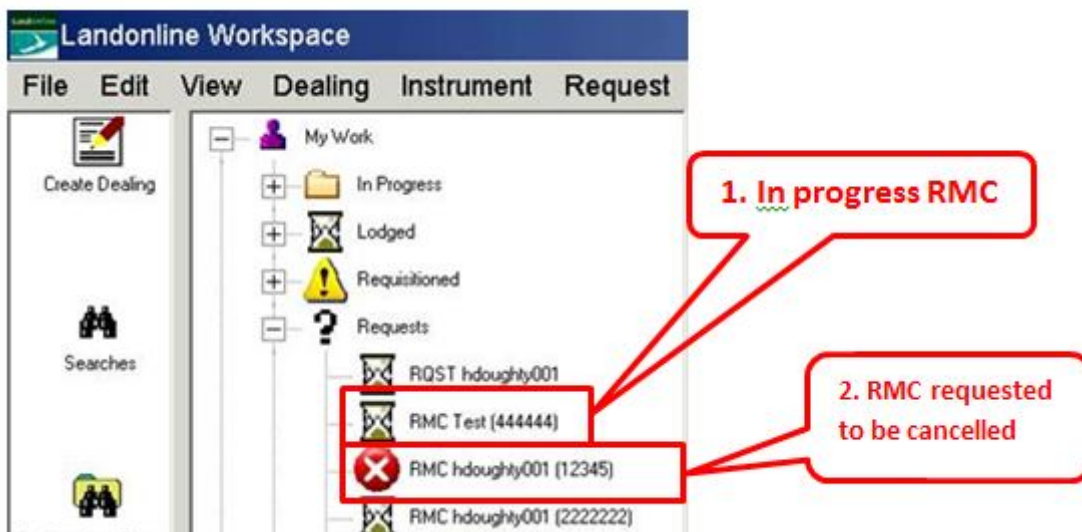 Landonline Workspace
File Edit View Dealing Instrument Request
Create Dealing
Searches
My Work
In Progress
Lodged
Requisitioned
Requests
RQST hdoughty001
RMC Test (444444)
RMC hdoughty001 (12345)
RMC hdoughty001 (2222222)
1. In progress RMC
2. RMC requested
to be cancelled